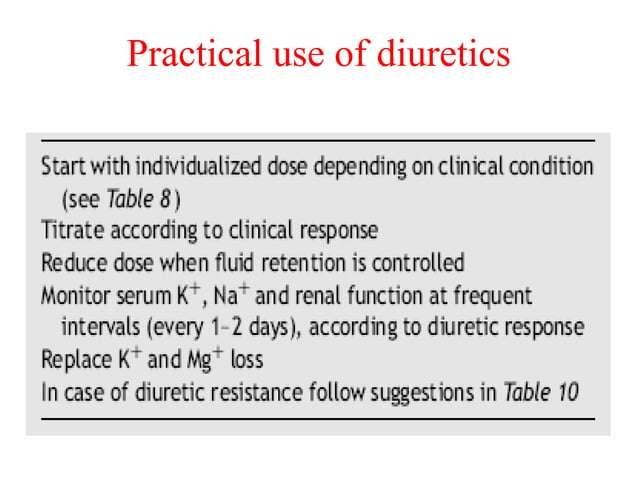 Practical use of diuretics
Start with individualized dose depending on clinical condition
(see Table 8)
Titrate according to clinical response
Reduce dose when fluid retention is controlled
Monitor serum K⁺, Na⁺ and renal function at frequent
intervals (every 1–2 days), according to diuretic response
Replace K⁺ and Mg⁺ loss
In case of diuretic resistance follow suggestions in Table 10